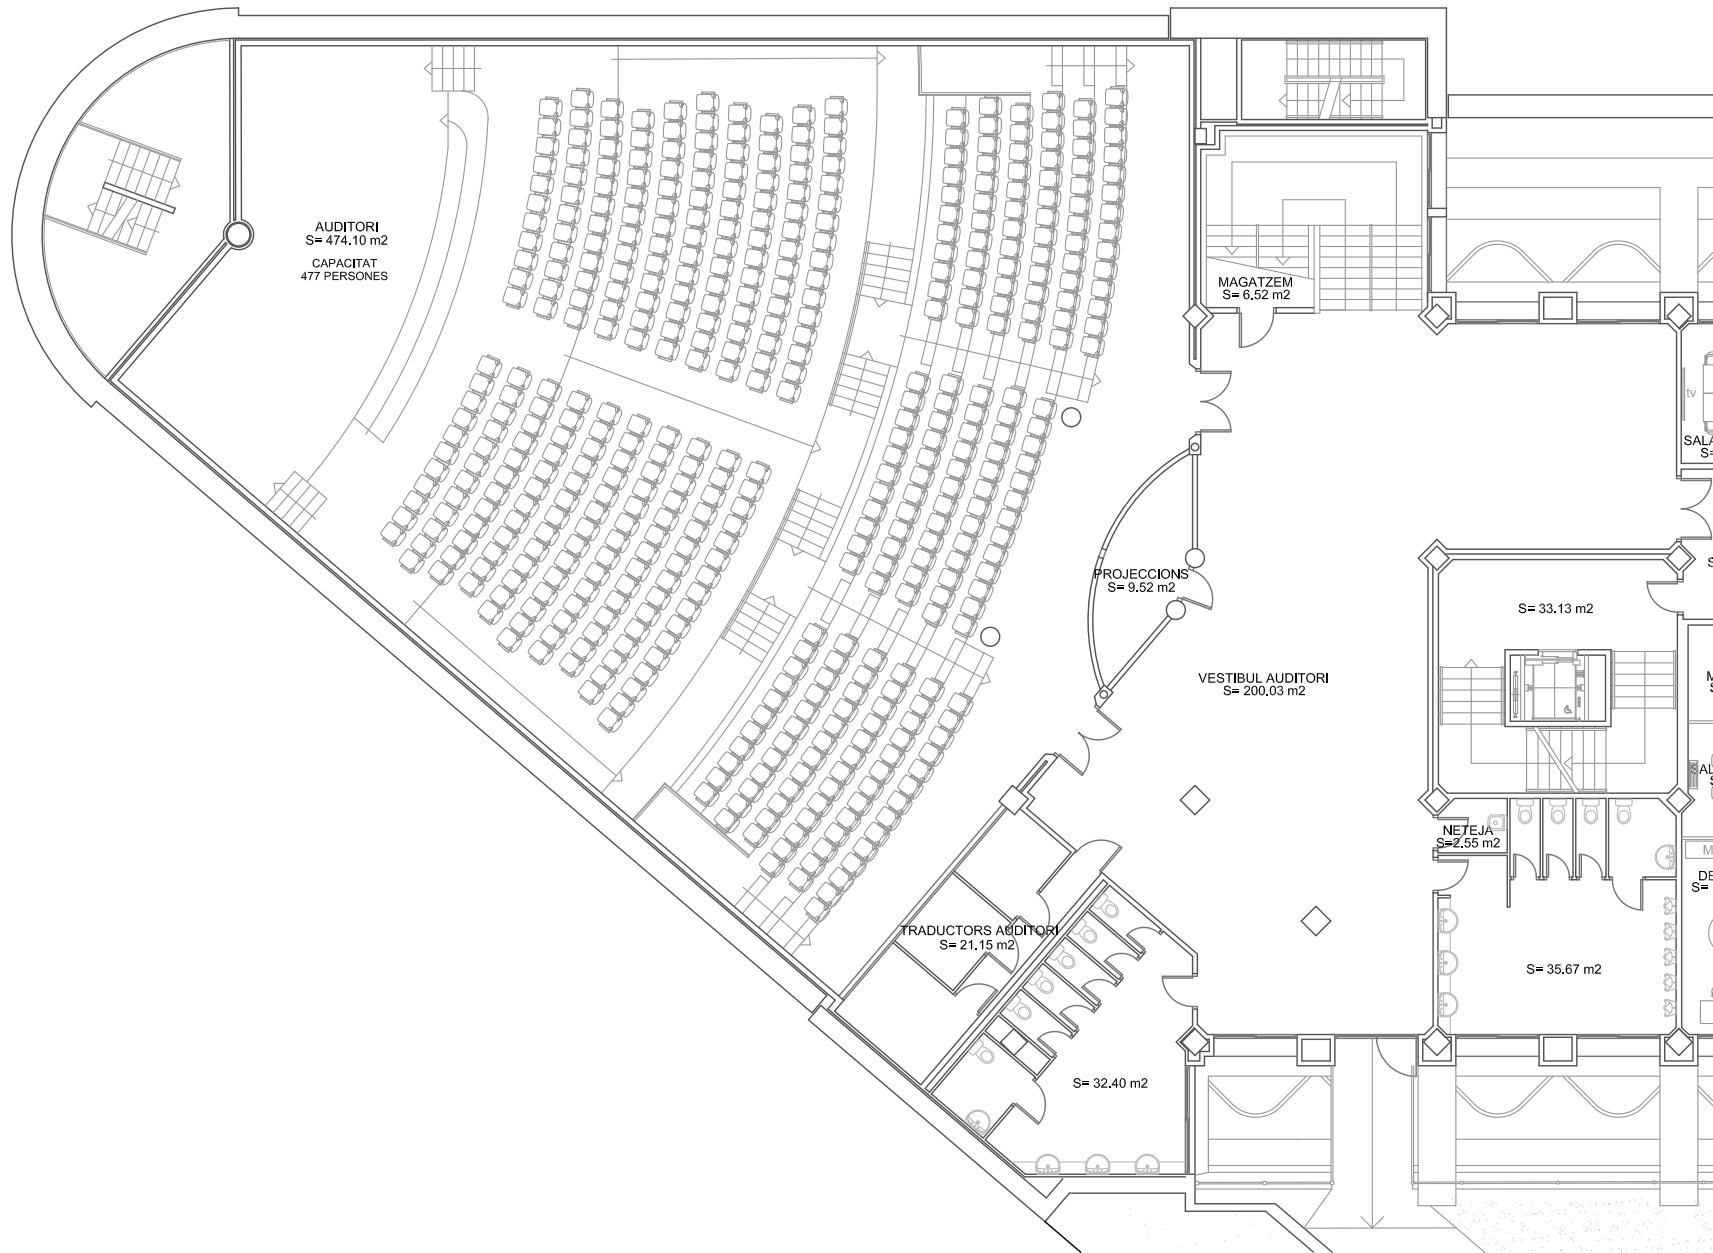 AUDITORI
S= 474.10 m2
CAPACITAT
477 PERSONES
MAGATZEM
S= 6.52 m2
tv
PROJECCIONS
S= 9.52 m2
S= 33.13 m2
VESTIBUL AUDITORI
S= 200.03 m2
NETEJA
S=2.55 m2
TRADUCTORS AUDITORI
S= 21.15 m2
S= 35.67 m2
S= 32.40 m2